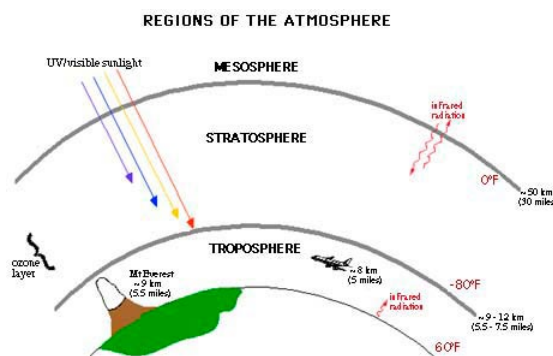 REGIONS OF THE ATMOSPHERE
UV/visible sunlight
MESOSPHERE
infrared
radiation
STRATOSPHERE
0°F
~ 50 km
(30 miles)
TROPOSPHERE
ozone
layer
Mt Everest
~ 9 km
(5.5 miles)
~ 8 km
(5 miles)
-80°F
infrared
radiation
~ 9 - 12 km
(5.5 - 7.5 miles)
60°F